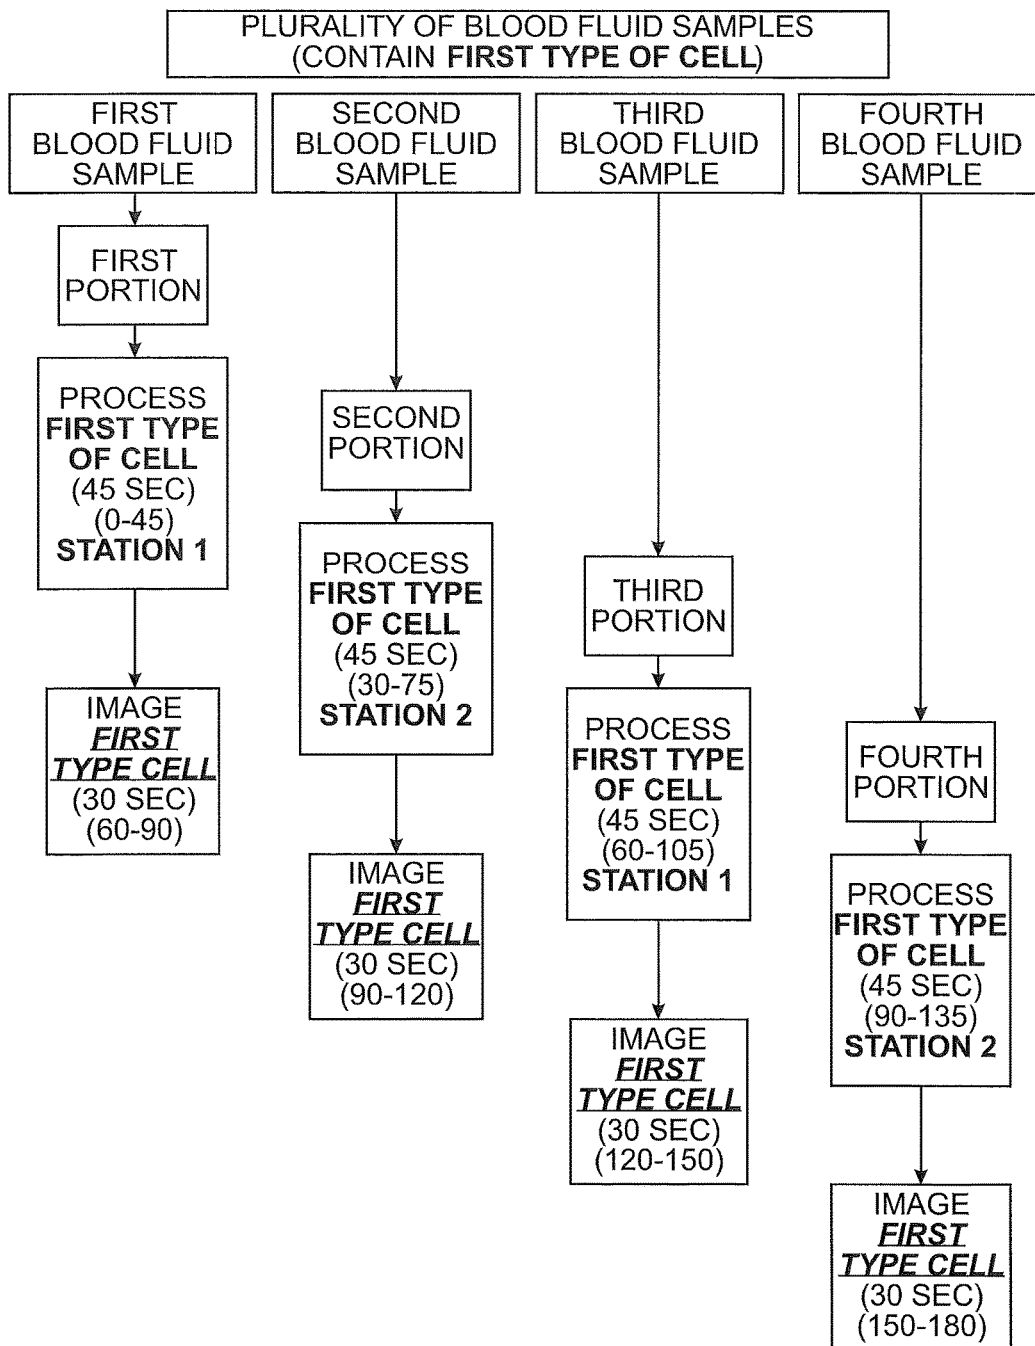 PLURALITY OF BLOOD FLUID SAMPLES
(CONTAIN FIRST TYPE OF CELL)
FIRST
BLOOD FLUID
SAMPLE
SECOND
BLOOD FLUID
SAMPLE
THIRD
BLOOD FLUID
SAMPLE
FOURTH
BLOOD FLUID
SAMPLE
FIRST
PORTION
PROCESS
FIRST TYPE
OF CELL
(45 SEC)
(0-45)
STATION 1
IMAGE
FIRST
TYPE CELL
(30 SEC)
(60-90)
SECOND
PORTION
PROCESS
FIRST TYPE
OF CELL
(45 SEC)
(30-75)
STATION 2
IMAGE
FIRST
TYPE CELL
(30 SEC)
(90-120)
THIRD
PORTION
PROCESS
FIRST TYPE
OF CELL
(45 SEC)
(60-105)
STATION 1
IMAGE
FIRST
TYPE CELL
(30 SEC)
(120-150)
FOURTH
PORTION
PROCESS
FIRST TYPE
OF CELL
(45 SEC)
(90-135)
STATION 2
IMAGE
FIRST
TYPE CELL
(30 SEC)
(150-180)